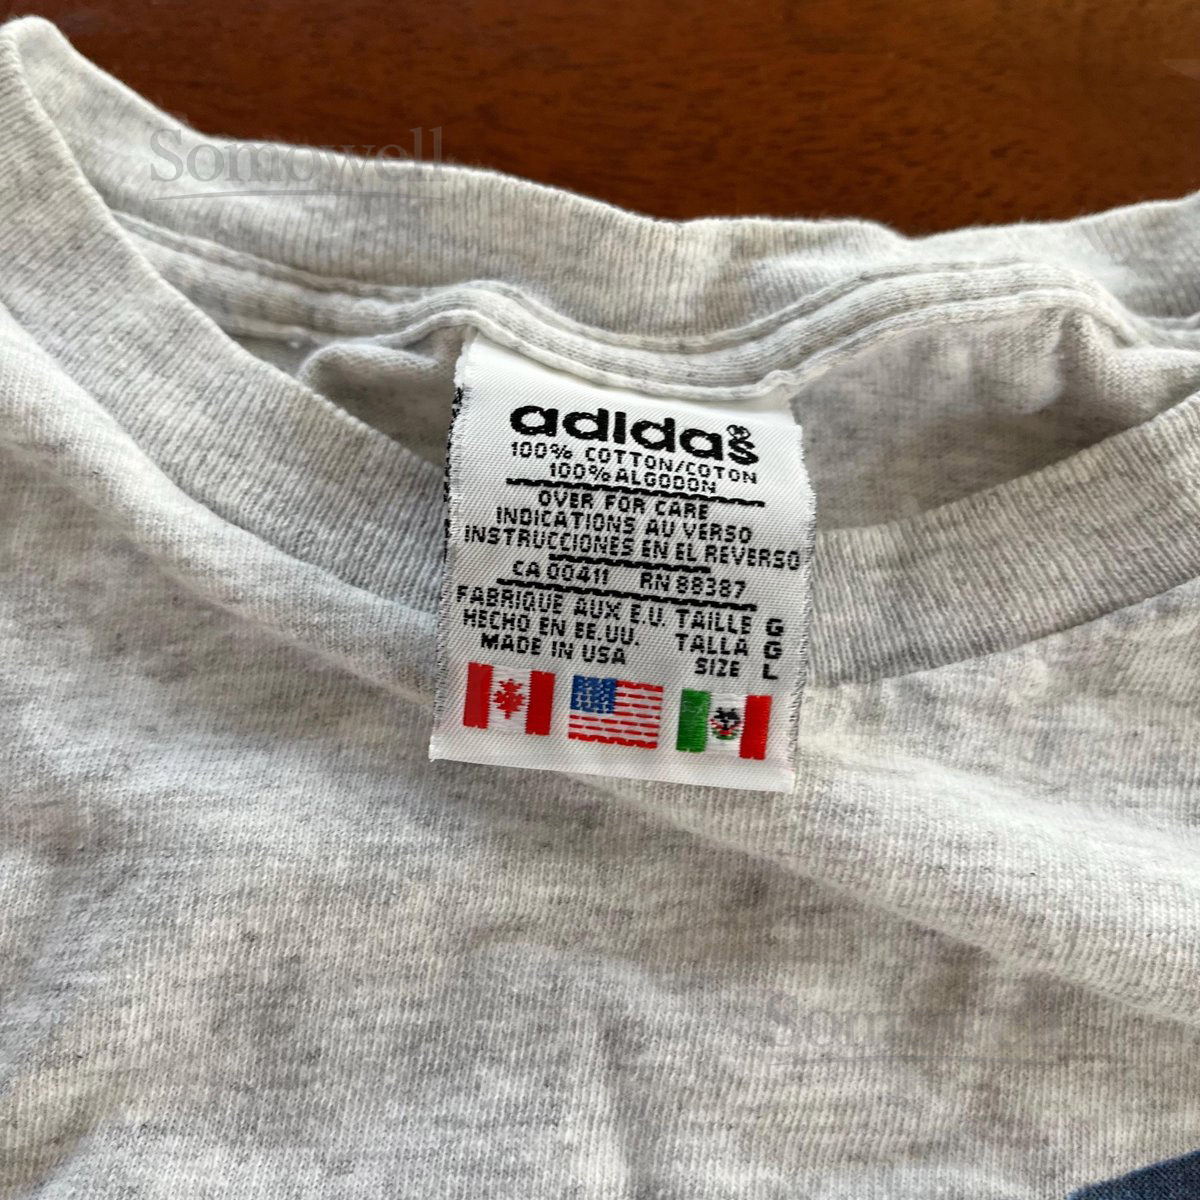 Somowell
adidas
100% COTTON/COTON
100% ALGODON
OVER FOR CARE
INDICATIONS AU VERSO
INSTRUCCIONES EN EL REVERSO
CA 00411 RN 88387
FABRIQUE AUX E.U. TAILLE G
HECHO EN EE.UU. TALLA G
MADE IN USA SIZE L